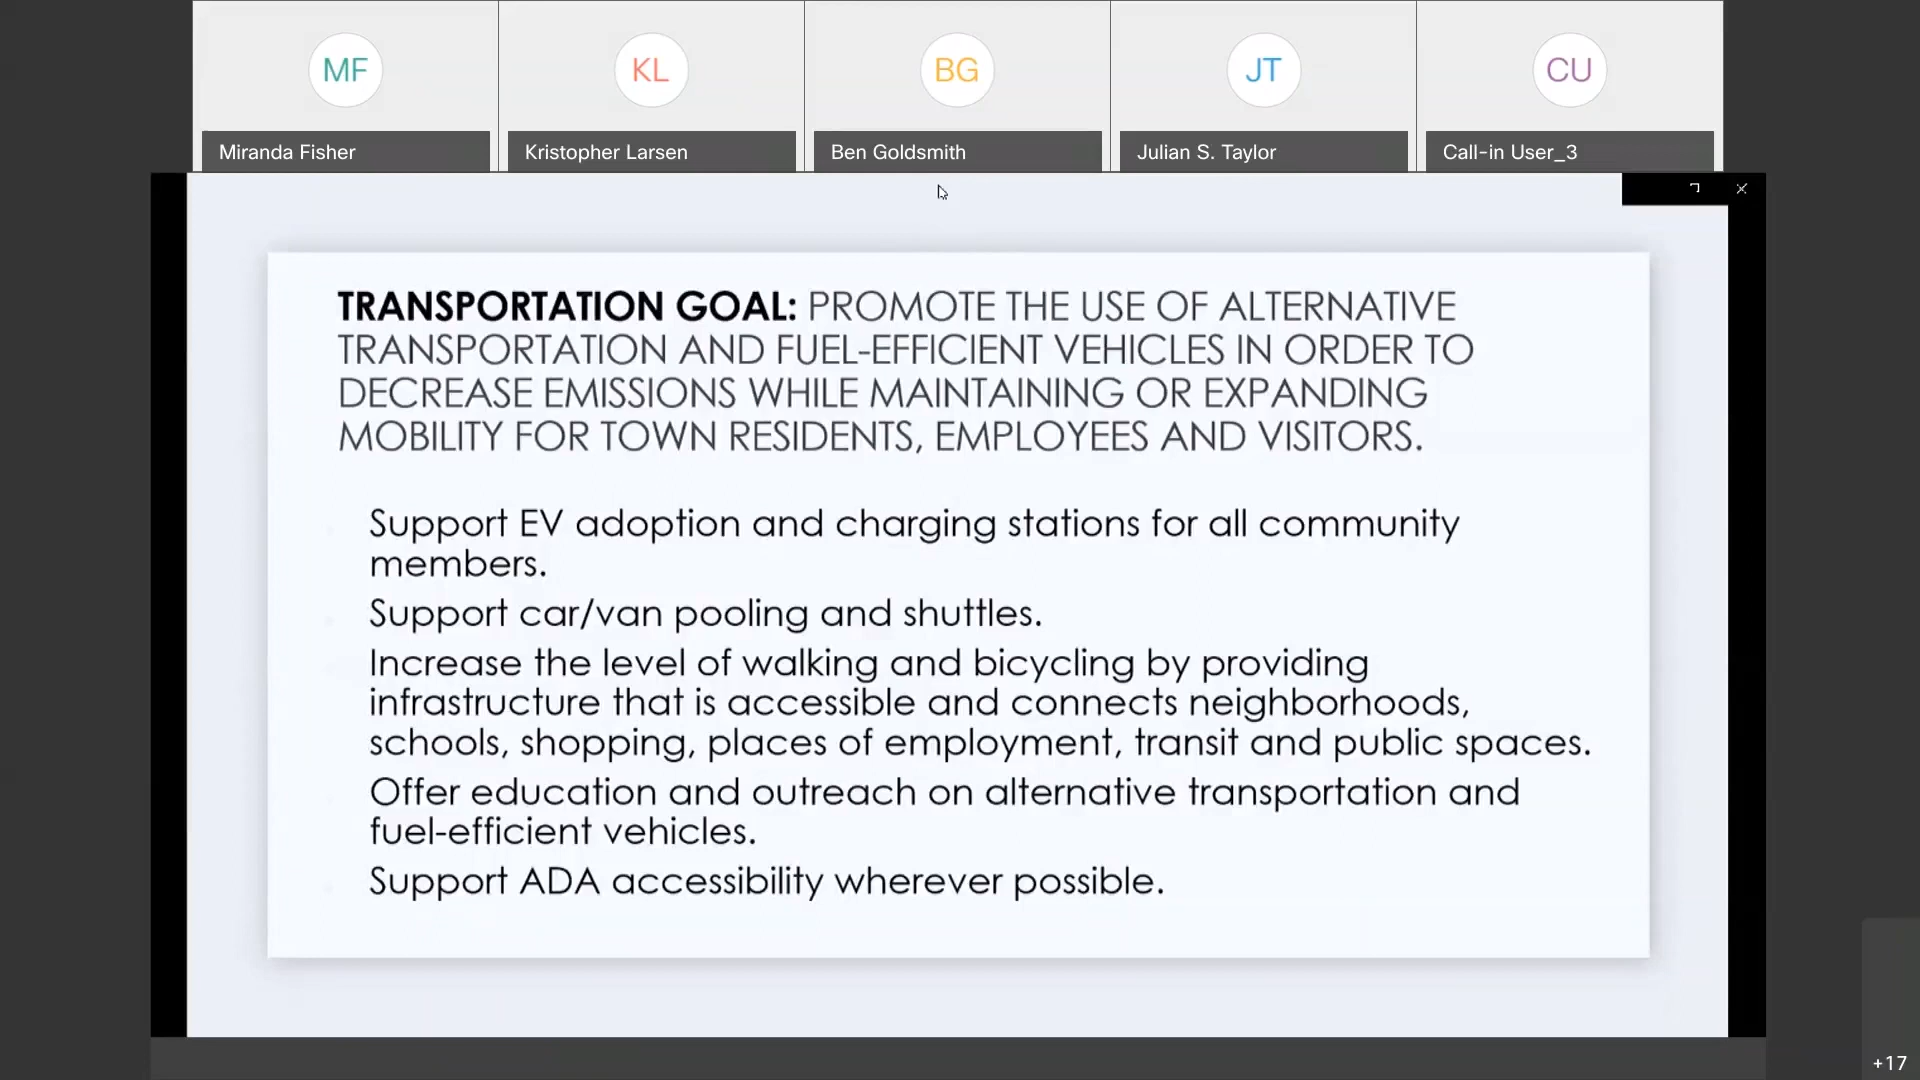 MF
KL
BG
JT
CU
Miranda Fisher
Kristopher Larsen
Ben Goldsmith
Julian S. Taylor
Call-in User_3
TRANSPORTATION GOAL: PROMOTE THE USE OF ALTERNATIVE
TRANSPORTATION AND FUEL-EFFICIENT VEHICLES IN ORDER TO
DECREASE EMISSIONS WHILE MAINTAINING OR EXPANDING
MOBILITY FOR TOWN RESIDENTS, EMPLOYEES AND VISITORS.
Support EV adoption and charging stations for all community
members.
Support car/van pooling and shuttles.
Increase the level of walking and bicycling by providing
infrastructure that is accessible and connects neighborhoods,
schools, shopping, places of employment, transit and public spaces.
Offer education and outreach on alternative transportation and
fuel-efficient vehicles.
Support ADA accessibility wherever possible.
+17